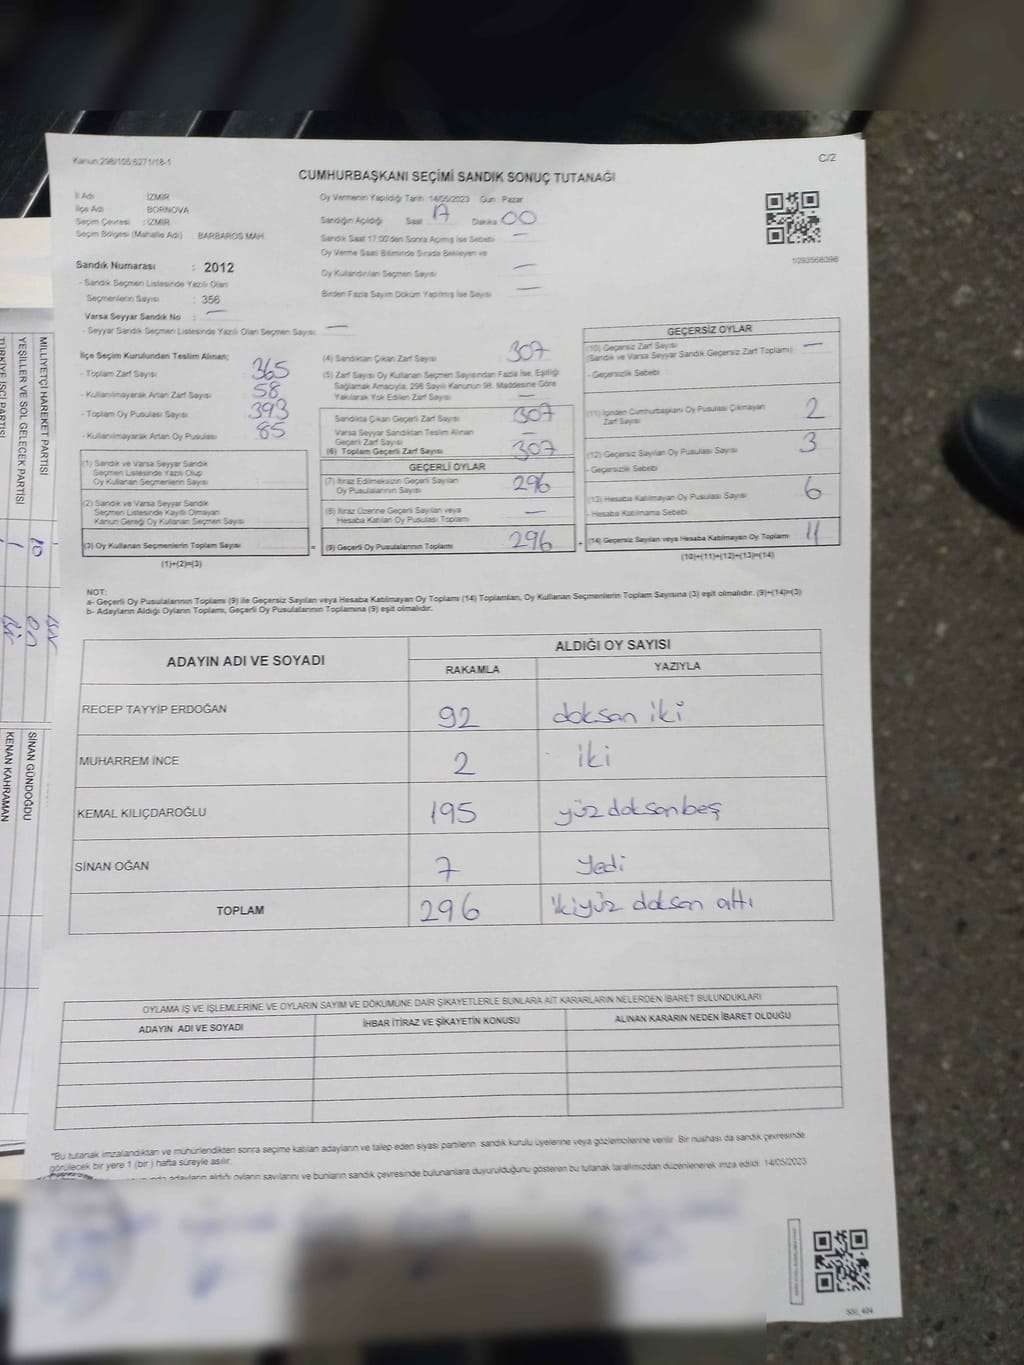 Kanun:298/105;6271/18-1
C/2
CUMHURBAŞKANI SEÇİMİ SANDIK SONUÇ TUTANAĞI
İl Adı : İZMİR
İlçe Adı : BORNOVA
Seçim Çevresi : İZMİR
Seçim Bölgesi (Mahalle Adı) : BARBAROS MAH.
Sandık Numarası : 2012
- Sandık Seçmen Listesinde Yazılı Olan
Seçmenlerin Sayısı : 356
Varsa Seyyar Sandık No : —
- Seyyar Sandık Seçmen Listesinde Yazılı Olan Seçmen Sayısı: —
Oy Vermenin Yapıldığı Tarih: 14/05/2023 Gün : Pazar
Sandığın Açıldığı Saat 17 Dakika 00
Sandık Saat 17:00'den Sonra Açılmış İse Sebebi —
Oy Verme Saati Bitiminde Sırada Bekleyen ve
Oy Kullandırılan Seçmen Sayısı —
Birden Fazla Sayım Döküm Yapılmış İse Sayısı —
1093568396
İlçe Seçim Kurulundan Teslim Alınan;
- Toplam Zarf Sayısı 365
- Kullanılmayarak Artan Zarf Sayısı 58
- Toplam Oy Pusulası Sayısı 393
- Kullanılmayarak Artan Oy Pusulası 85
(1) Sandık ve Varsa Seyyar Sandık
Seçmen Listesinde Yazılı Olup
Oy Kullanan Seçmenlerin Sayısı
(2) Sandık ve Varsa Seyyar Sandık
Seçmen Listesinde Kayıtlı Olmayan
Kanun Gereği Oy Kullanan Seçmen Sayısı
(3) Oy Kullanan Seçmenlerin Toplam Sayısı =
(1)+(2)=(3)
(4) Sandıktan Çıkan Zarf Sayısı 307
(5) Zarf Sayısı Oy Kullanan Seçmen Sayısından Fazla İse, Eşitliği
Sağlamak Amacıyla; 298 Sayılı Kanunun 98. Maddesine Göre
Yakılarak Yok Edilen Zarf Sayısı —
Sandıkta Çıkan Geçerli Zarf Sayısı 307
Varsa Seyyar Sandıktan Teslim Alınan
Geçerli Zarf Sayısı —
(6) Toplam Geçerli Zarf Sayısı 307
GEÇERLİ OYLAR
(7) İtiraz Edilmeksizin Geçerli Sayılan
Oy Pusulalarının Sayısı 296
(8) İtiraz Üzerine Geçerli Sayılan veya
Hesaba Katılan Oy Pusulası Toplamı —
(9) Geçerli Oy Pusulalarının Toplamı 296 +
GEÇERSİZ OYLAR
(10) Geçersiz Zarf Sayısı —
(Sandık ve Varsa Seyyar Sandık Geçersiz Zarf Toplamı)
- Geçersizlik Sebebi:
(11) İçinden Cumhurbaşkanı Oy Pusulası Çıkmayan
Zarf Sayısı 2
(12) Geçersiz Sayılan Oy Pusulası Sayısı 3
- Geçersizlik Sebebi
(13) Hesaba Katılmayan Oy Pusulası Sayısı 6
- Hesaba Katılmama Sebebi
(14) Geçersiz Sayılan veya Hesaba Katılmayan Oy Toplamı 11
(10)+(11)+(12)+(13)=(14)
NOT:
a- Geçerli Oy Pusulalarının Toplamı (9) ile Geçersiz Sayılan veya Hesaba Katılmayan Oy Toplamı (14) Toplamları, Oy Kullanan Seçmenlerin Toplam Sayısına (3) eşit olmalıdır. (9)+(14)=(3)
b- Adayların Aldığı Oyların Toplamı, Geçerli Oy Pusulalarının Toplamına (9) eşit olmalıdır.
ADAYIN ADI VE SOYADI
ALDIĞI OY SAYISI
RAKAMLA YAZIYLA
RECEP TAYYİP ERDOĞAN 92 doksan iki
MUHARREM İNCE 2 iki
KEMAL KILIÇDAROĞLU 195 yüz doksan beş
SİNAN OĞAN 7 Yedi
TOPLAM 296 ikiyüz doksan altı
OYLAMA İŞ VE İŞLEMLERİNE VE OYLARIN SAYIM VE DÖKÜMÜNE DAİR ŞİKAYETLERLE BUNLARA AİT KARARLARIN NELERDEN İBARET BULUNDUKLARI
ADAYIN ADI VE SOYADI İHBAR İTİRAZ VE ŞİKAYETİN KONUSU ALINAN KARARIN NEDEN İBARET OLDUĞU
*Bu tutanak imzalandıktan ve mühürlendikten sonra seçime katılan adayların ve talep eden siyasi partilerin sandık kurulu üyelerine veya gözlemcilerine verilir. Bir nüshası da sandık çevresinde
görülecek bir yere 1 (bir) hafta süreyle asılır.
adayların aldığı oyların sayılarını ve bunların sandık çevresinde bulunanlara duyurulduğunu gösteren bu tutanak tarafımızdan düzenlenerek imza edildi. 14/05/2023
MİLLİYETÇİ HAREKET PARTİSİ 10 on
YEŞİLLER VE SOL GELECEK PARTİSİ 1 Bir
TÜRKİYE İŞÇİ PARTİSİ
SİNAN GÜNDOĞDU
KENAN KAHRAMAN